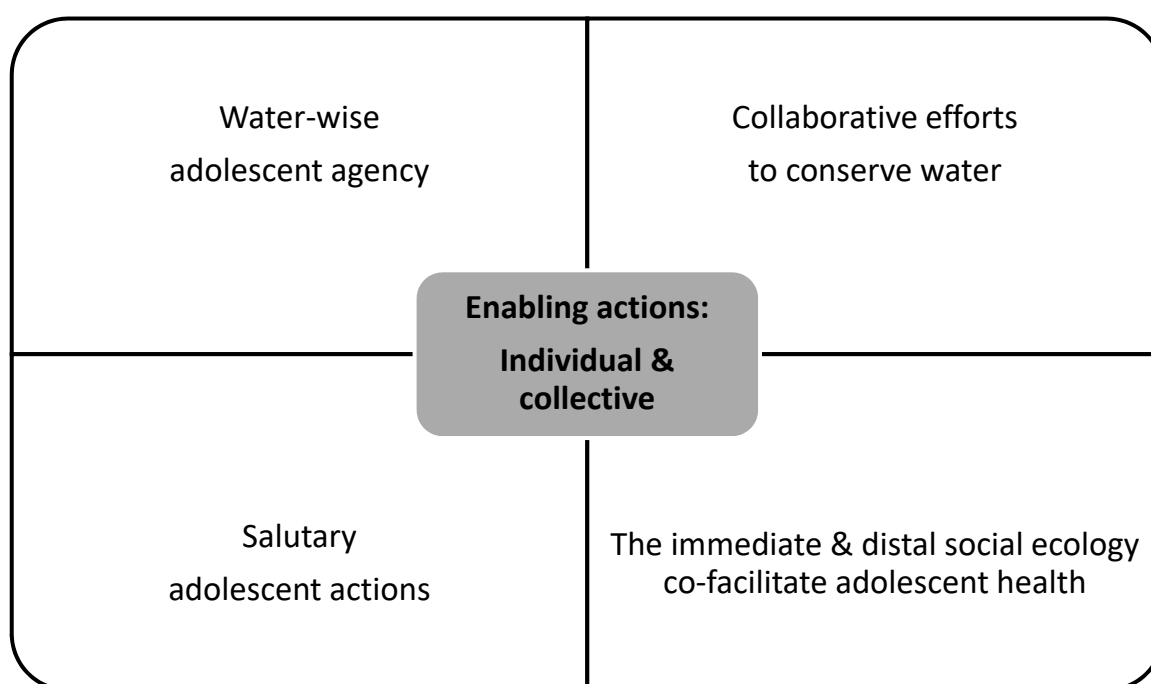 Water-wise
adolescent agency
Collaborative efforts
to conserve water
Enabling actions:
Individual &
collective
Salutary
adolescent actions
The immediate & distal social ecology
co-facilitate adolescent health